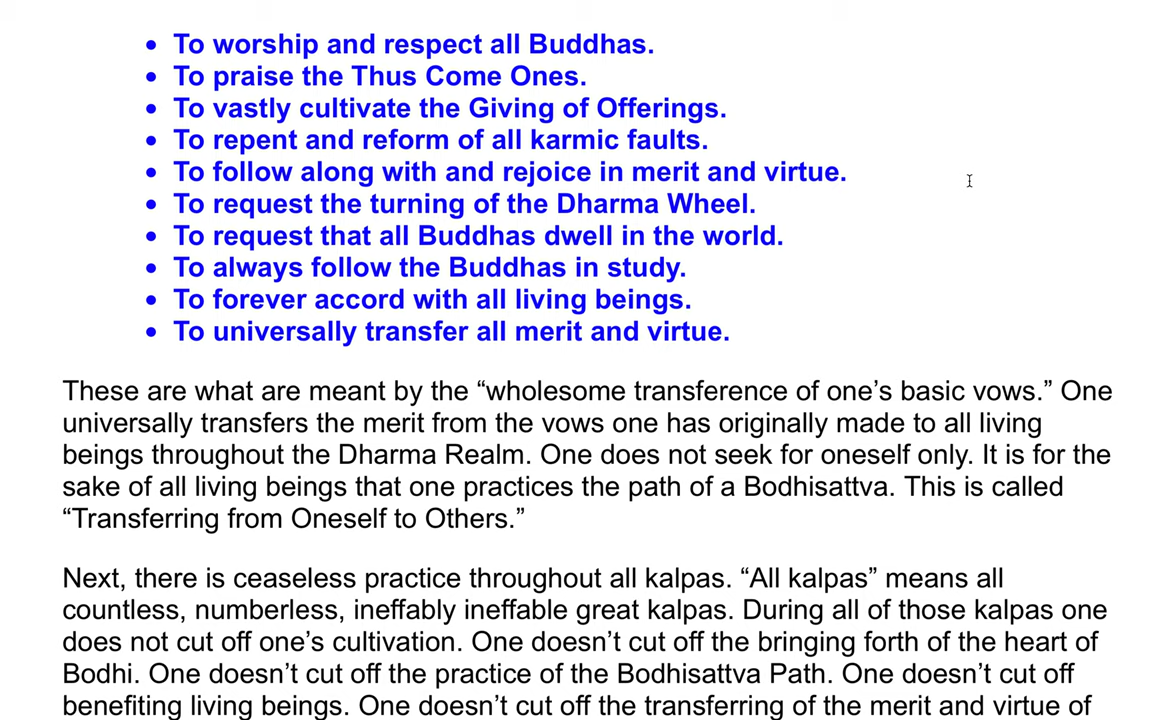 • To worship and respect all Buddhas.
• To praise the Thus Come Ones.
• To vastly cultivate the Giving of Offerings.
• To repent and reform of all karmic faults.
• To follow along with and rejoice in merit and virtue.
• To request the turning of the Dharma Wheel.
• To request that all Buddhas dwell in the world.
• To always follow the Buddhas in study.
• To forever accord with all living beings.
• To universally transfer all merit and virtue.
These are what are meant by the “wholesome transference of one’s basic vows.” One
universally transfers the merit from the vows one has originally made to all living
beings throughout the Dharma Realm. One does not seek for oneself only. It is for the
sake of all living beings that one practices the path of a Bodhisattva. This is called
“Transferring from Oneself to Others.”
Next, there is ceaseless practice throughout all kalpas. “All kalpas” means all
countless, numberless, ineffably ineffable great kalpas. During all of those kalpas one
does not cut off one’s cultivation. One doesn’t cut off the bringing forth of the heart of
Bodhi. One doesn’t cut off the practice of the Bodhisattva Path. One doesn’t cut off
benefiting living beings. One doesn’t cut off the transferring of the merit and virtue of